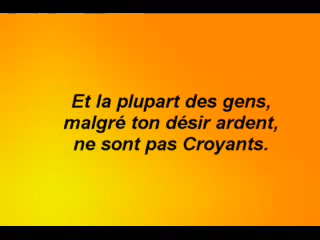 Et la plupart des gens,
malgré ton désir ardent,
ne sont pas Croyants.